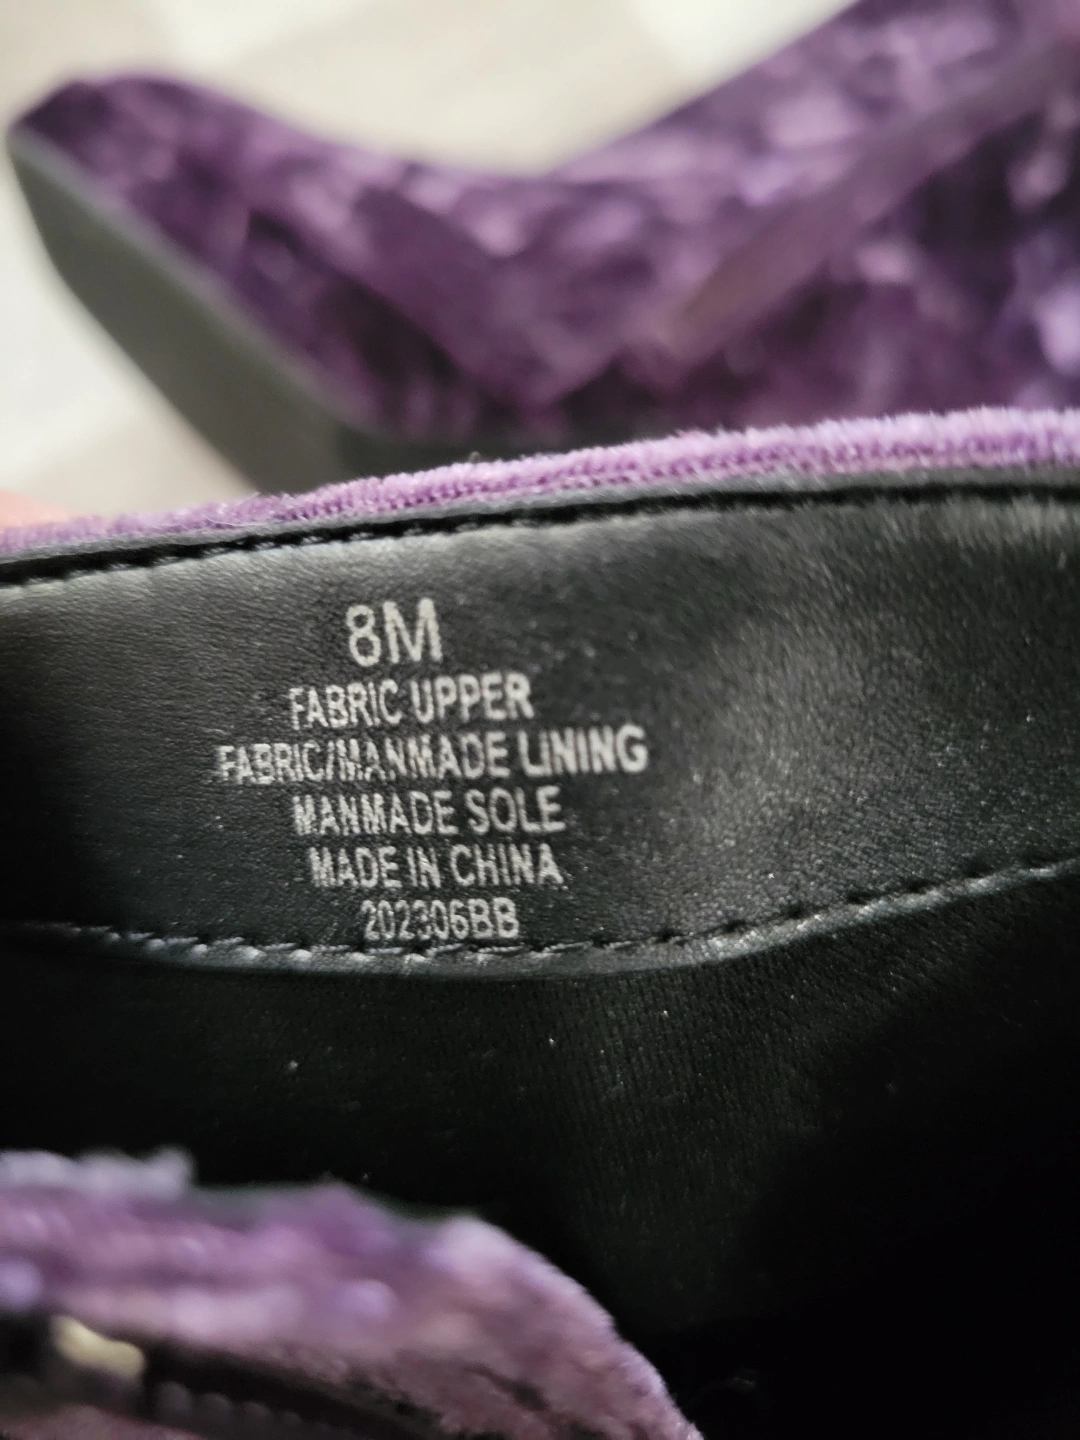 8M
FABRIC UPPER
FABRIC/MANMADE LINING
MANMADE SOLE
MADE IN CHINA
202306BB